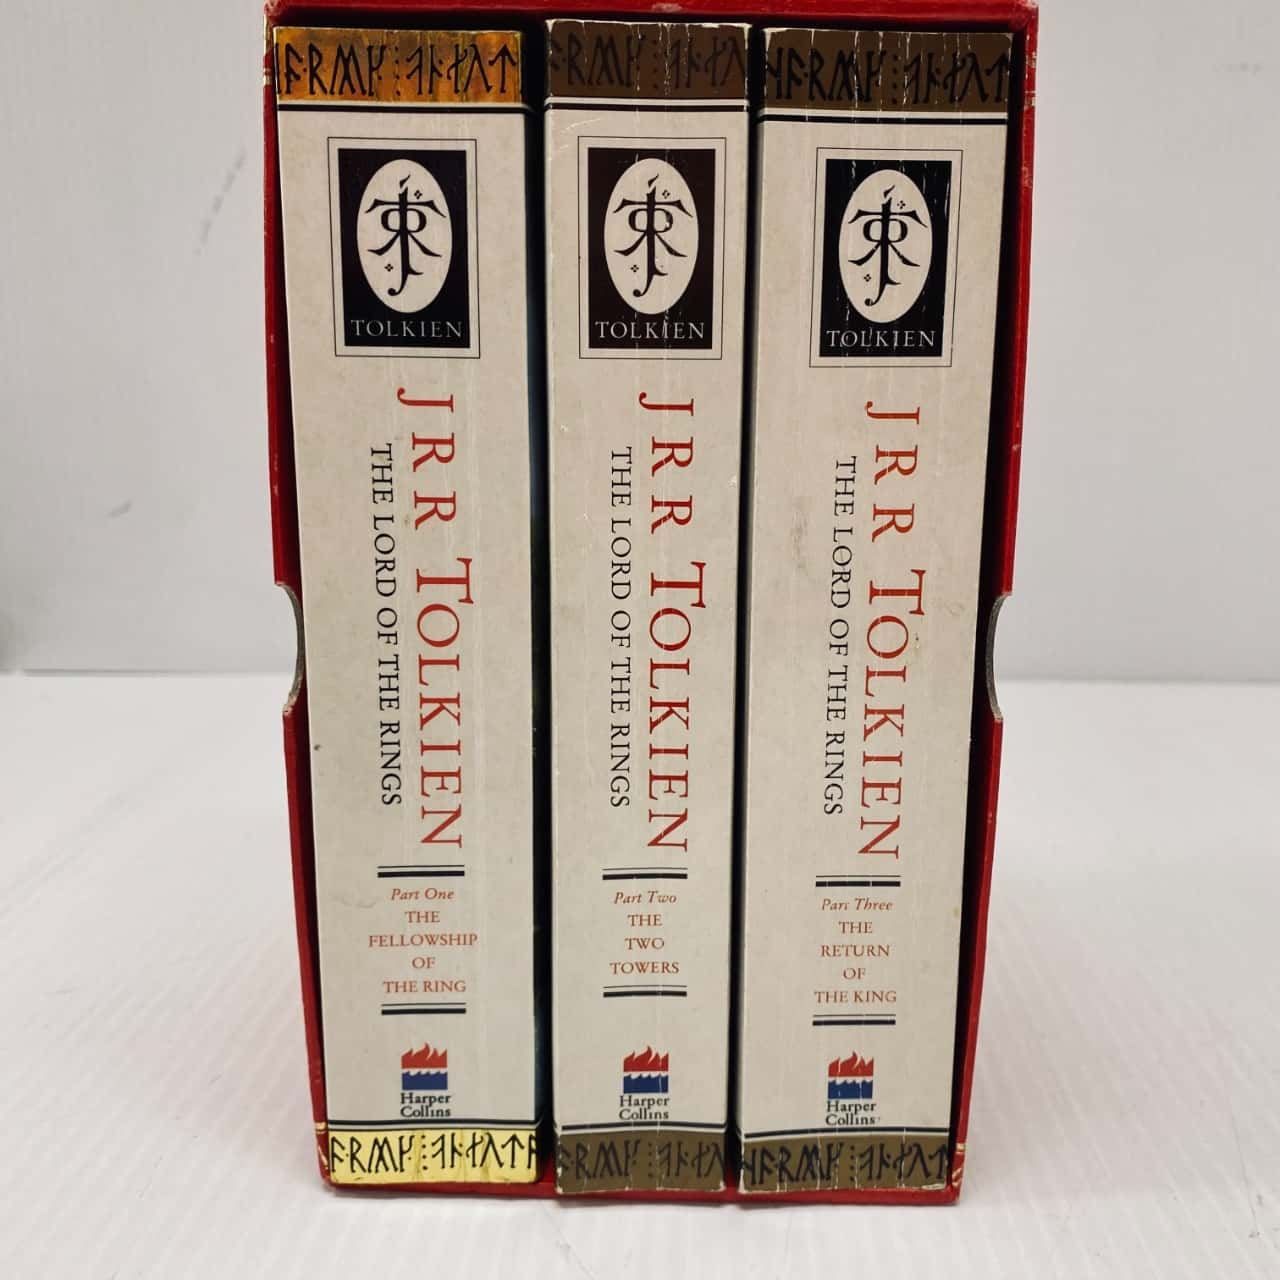 TOLKIEN
J R R TOLKIEN
THE LORD OF THE RINGS
Part One
THE
FELLOWSHIP
OF
THE RING
Harper
Collins
TOLKIEN
J R R TOLKIEN
THE LORD OF THE RINGS
Part Two
THE
TWO
TOWERS
Harper
Collins
TOLKIEN
J R R TOLKIEN
THE LORD OF THE RINGS
Part Three
THE
RETURN
OF
THE KING
Harper
Collins